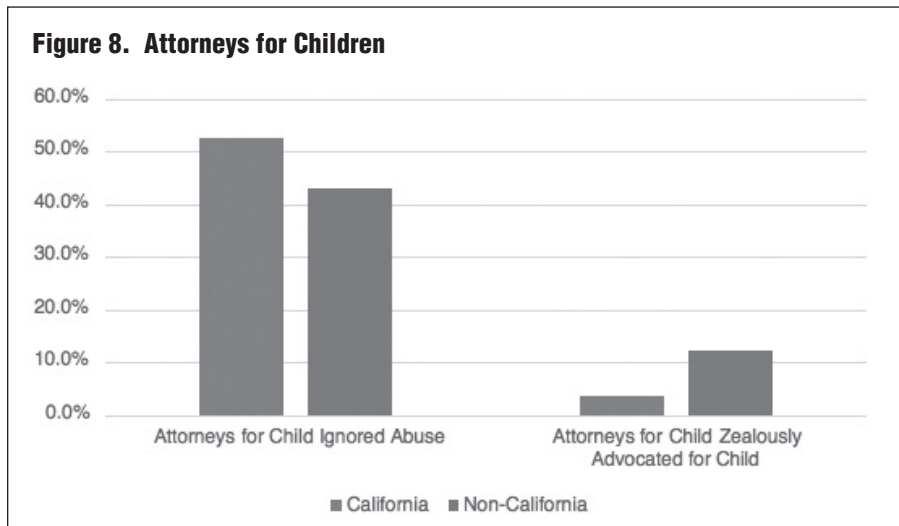 Figure 8. Attorneys for Children
60.0%
50.0%
40.0%
30.0%
20.0%
10.0%
0.0%
Attorneys for Child Ignored Abuse
Attorneys for Child Zealously
Advocated for Child
California Non-California